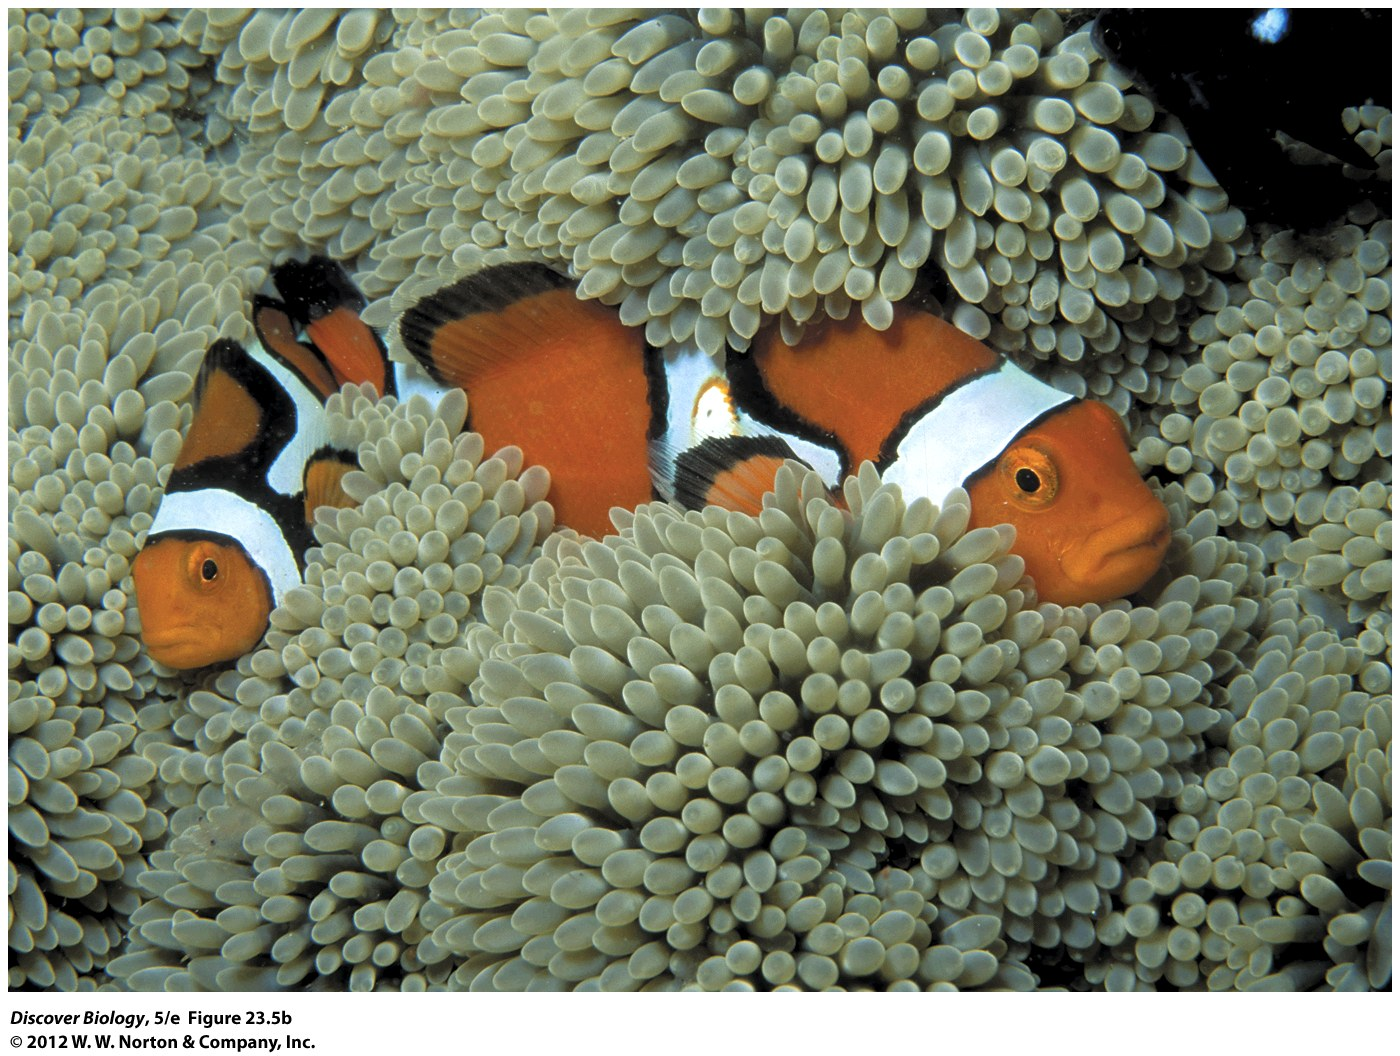 Discover Biology, 5/e Figure 23.5b
© 2012 W. W. Norton & Company, Inc.